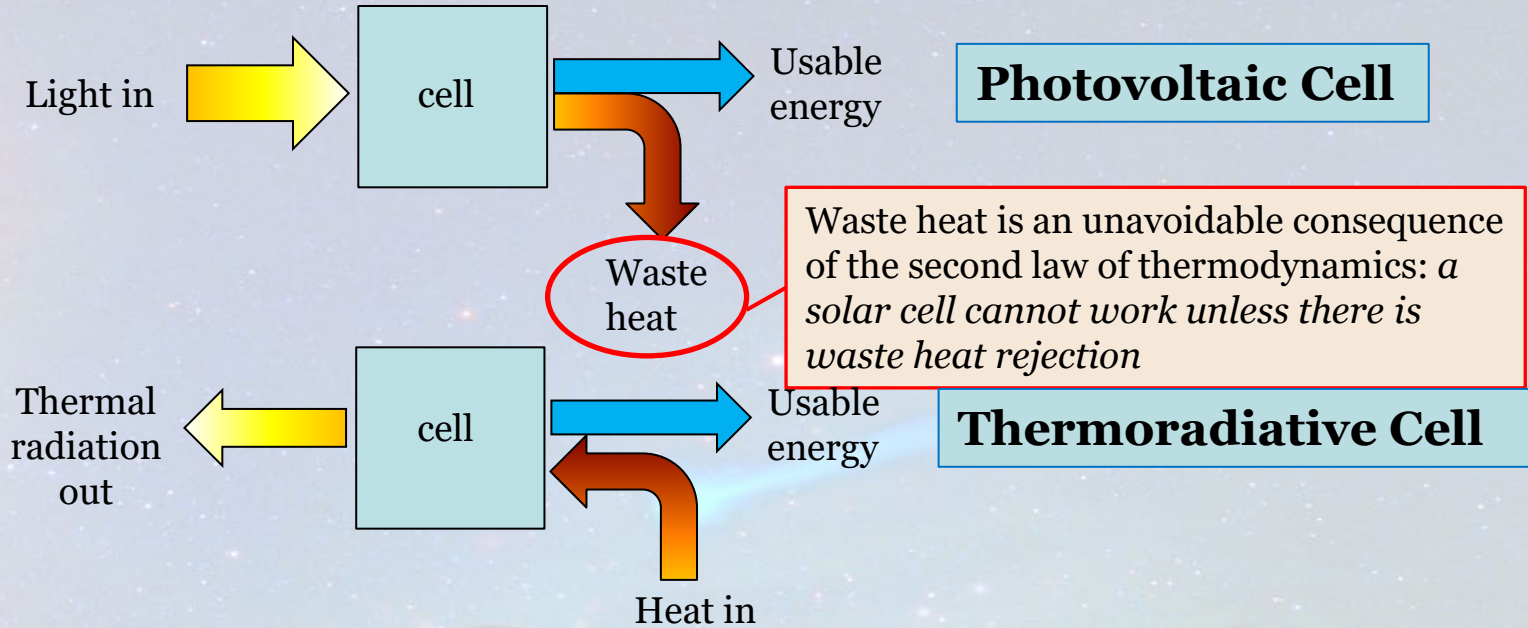 Light in
cell
Usable
energy
Photovoltaic Cell
Waste
heat
Waste heat is an unavoidable consequence
of the second law of thermodynamics: a
solar cell cannot work unless there is
waste heat rejection
Thermal
radiation
out
cell
Usable
energy
Thermoradiative Cell
Heat in